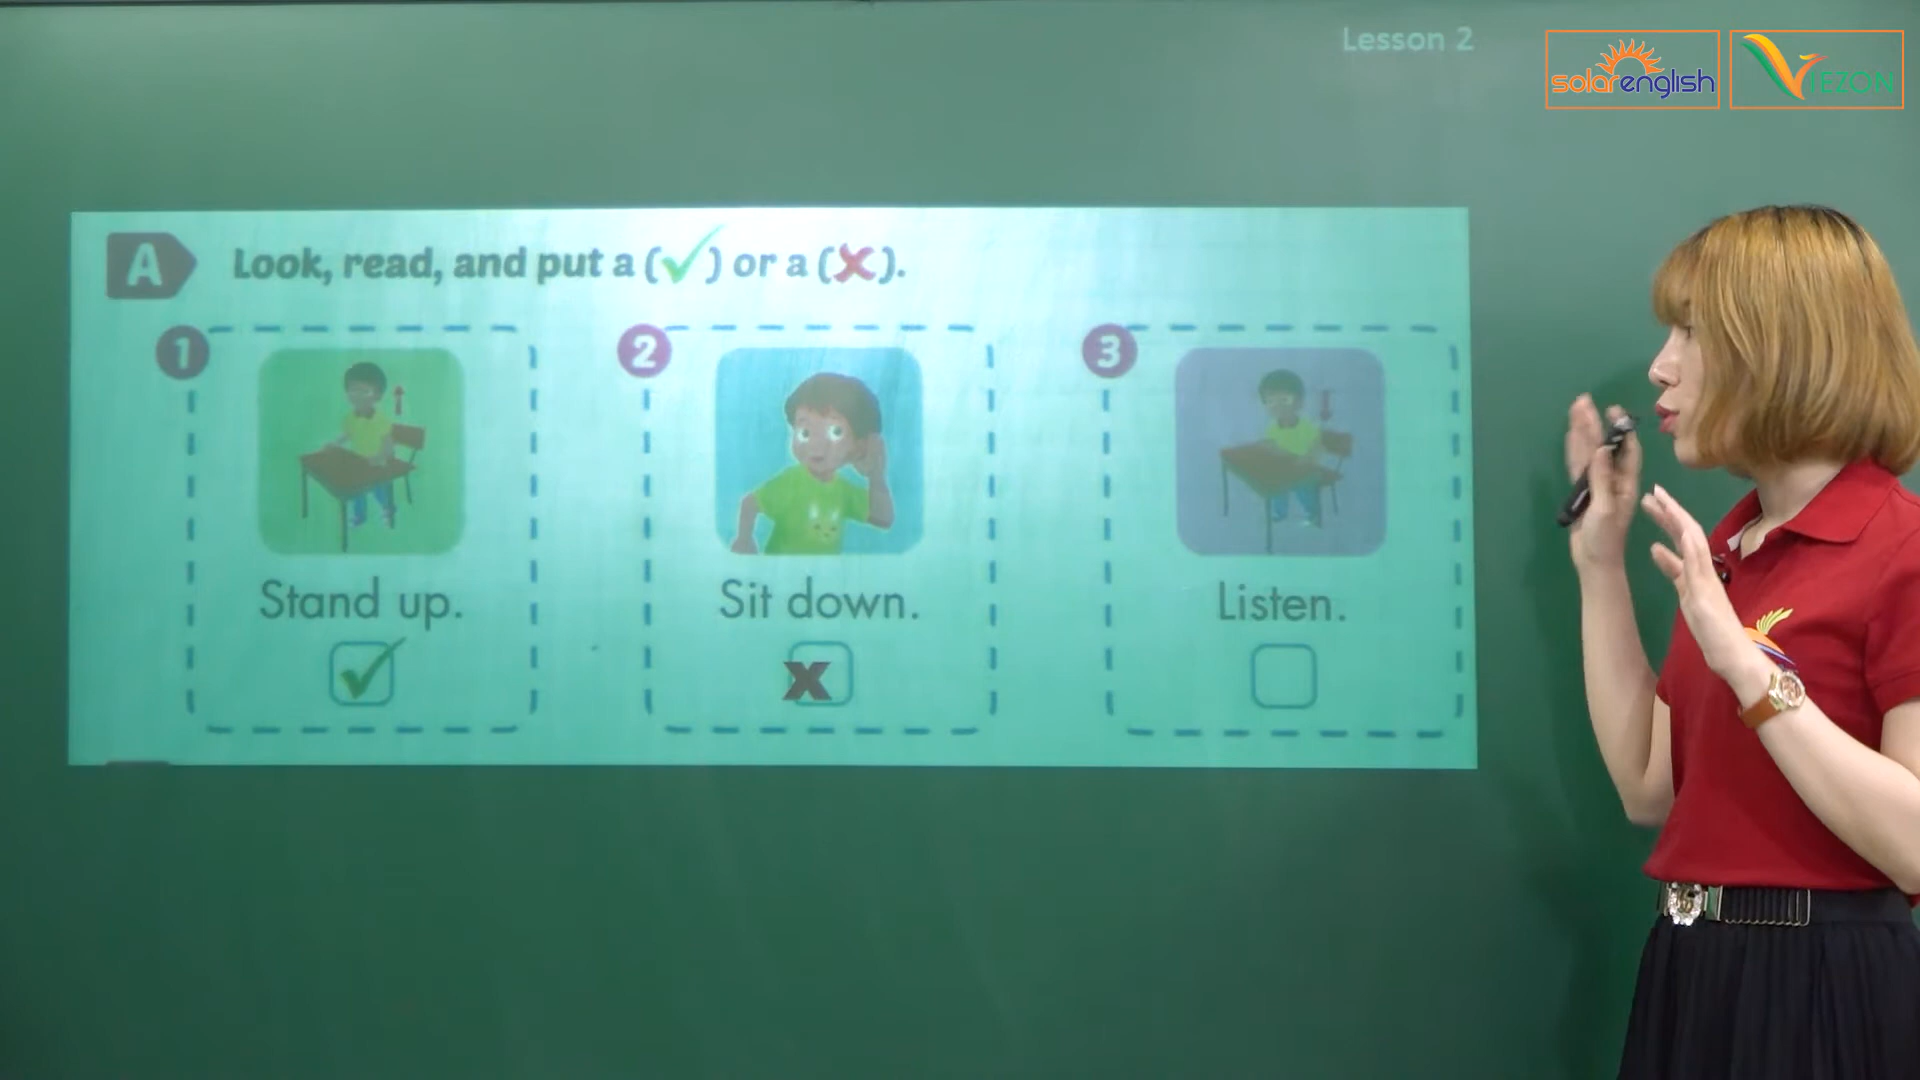 Lesson 2
solarenglish
VIEZON
A Look, read, and put a (✓) or a (✗).
1
2
3
Stand up.
Sit down.
Listen.
✓
x